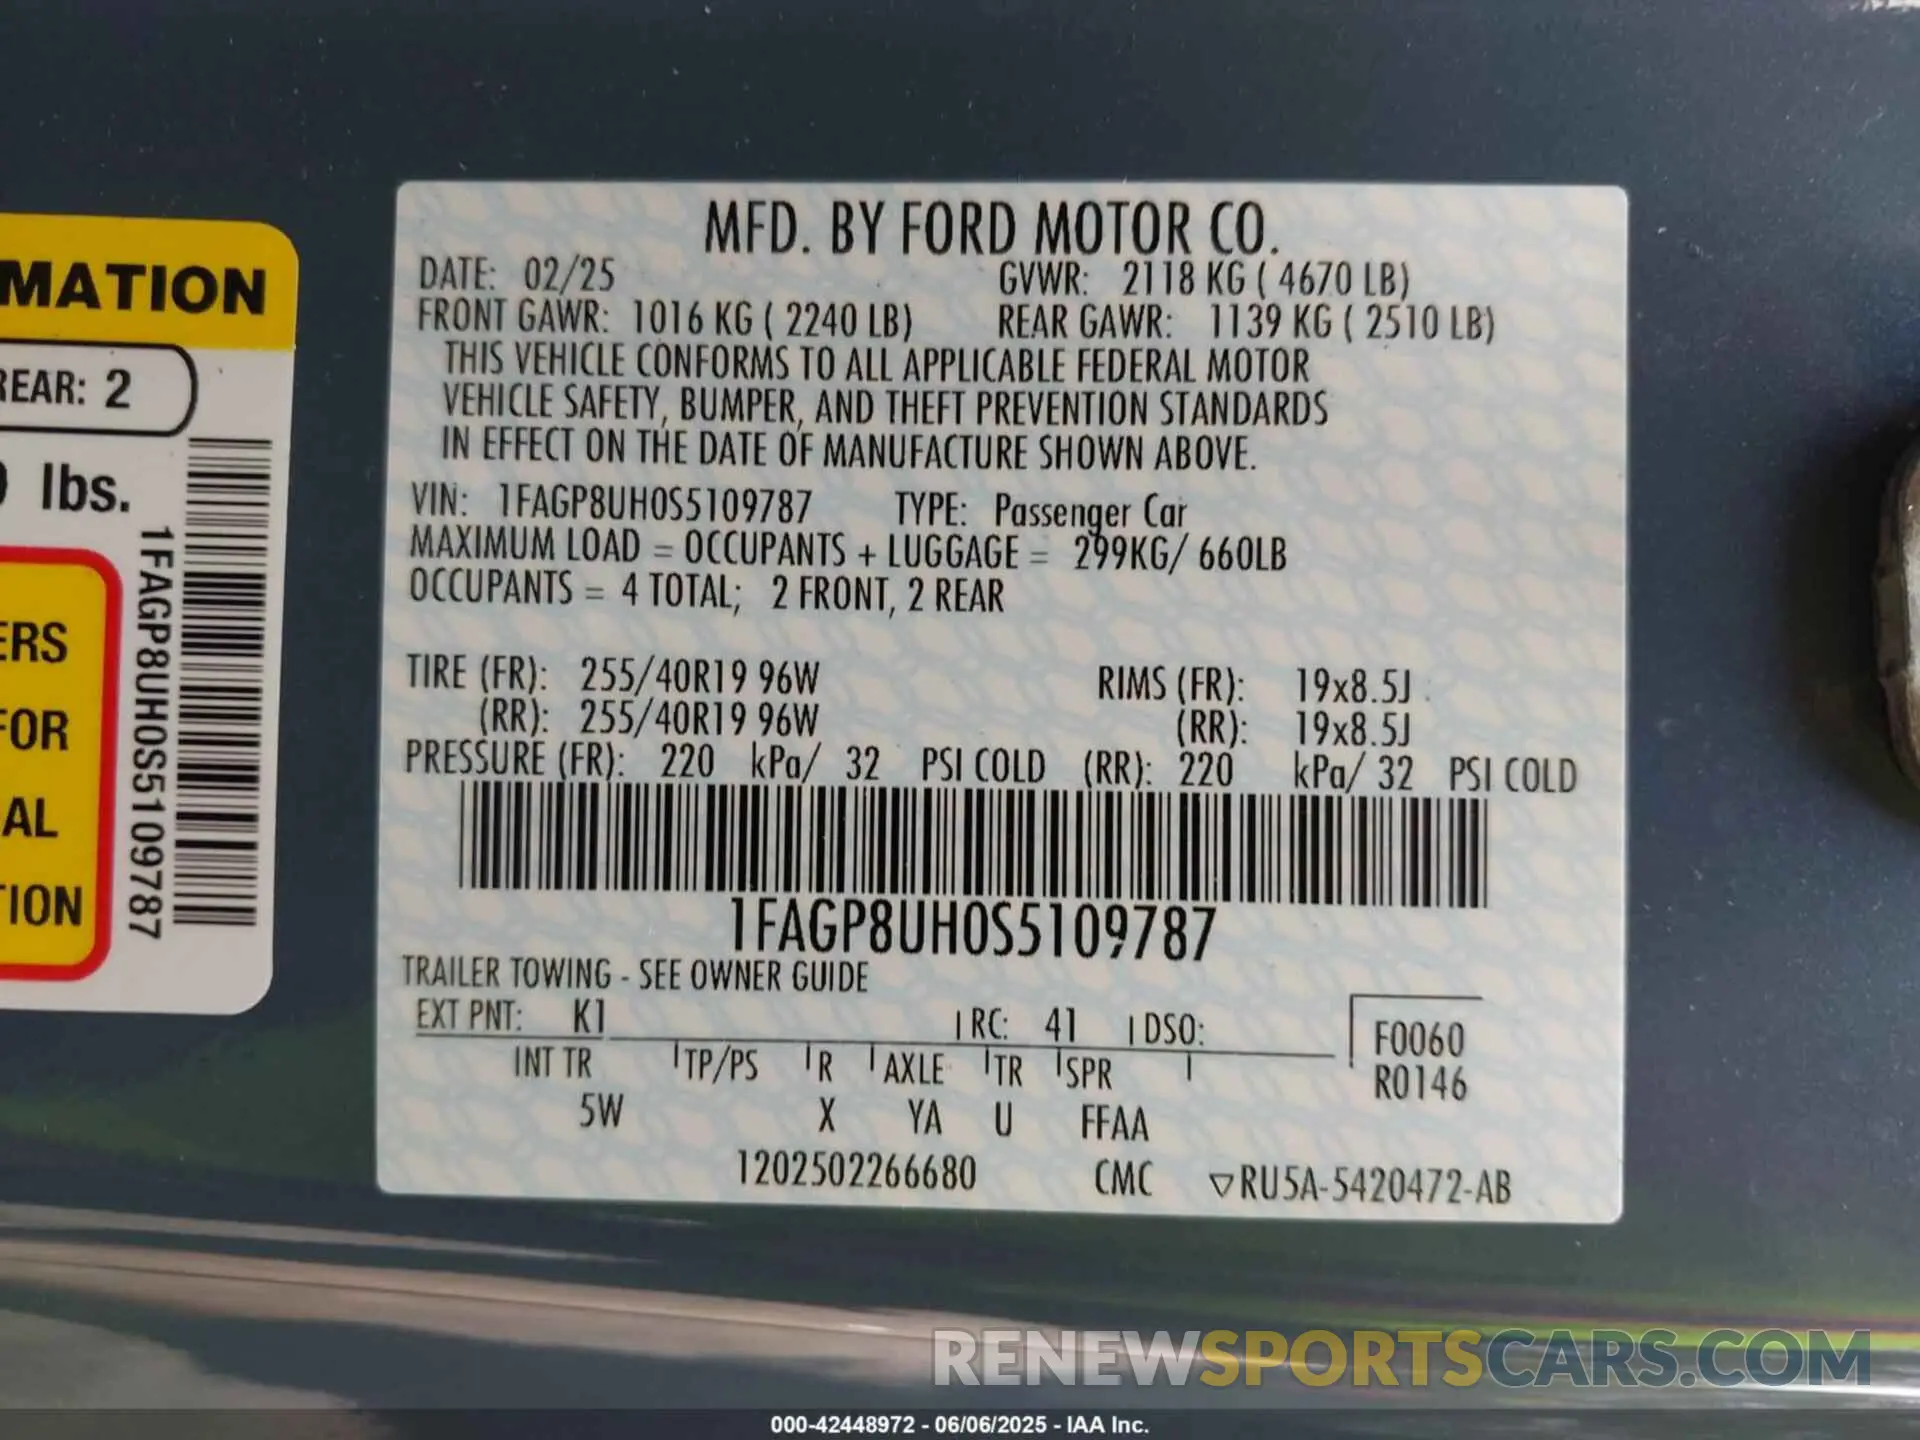 MATION
REAR: 2
lbs.
ERS
FOR
AL
TION
1FAGP8UH0S5109787
MFD. BY FORD MOTOR CO.
DATE: 02/25 GVWR: 2118 KG ( 4670 LB)
FRONT GAWR: 1016 KG ( 2240 LB) REAR GAWR: 1139 KG ( 2510 LB)
THIS VEHICLE CONFORMS TO ALL APPLICABLE FEDERAL MOTOR
VEHICLE SAFETY, BUMPER, AND THEFT PREVENTION STANDARDS
IN EFFECT ON THE DATE OF MANUFACTURE SHOWN ABOVE.
VIN: 1FAGP8UH0S5109787 TYPE: Passenger Car
MAXIMUM LOAD = OCCUPANTS + LUGGAGE = 299KG/ 660LB
OCCUPANTS = 4 TOTAL; 2 FRONT, 2 REAR
TIRE (FR): 255/40R19 96W RIMS (FR): 19x8.5J
(RR): 255/40R19 96W (RR): 19x8.5J
PRESSURE (FR): 220 kPa/ 32 PSI COLD (RR): 220 kPa/ 32 PSI COLD
1FAGP8UH0S5109787
TRAILER TOWING - SEE OWNER GUIDE
EXT PNT: K1 RC: 41 DSO:
F0060
INT TR TP/PS R AXLE TR SPR
R0146
5W X YA U FFAA
1202502266680 CMC ▽RU5A-5420472-AB
RENEWSPORTSCARS.COM
000-42448972 - 06/06/2025 - IAA Inc.